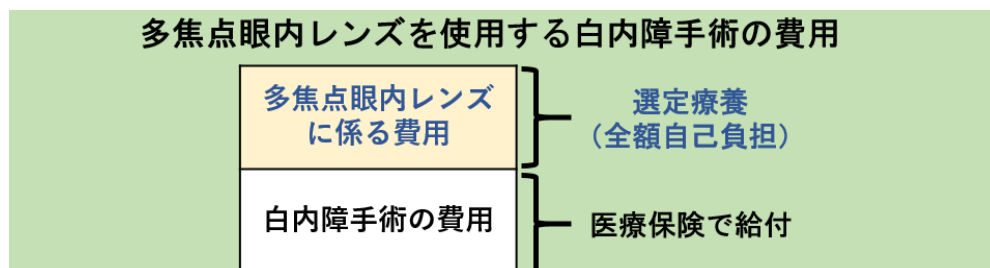 多焦点眼内レンズを使用する白内障手術の費用
多焦点眼内レンズ
に係る費用
選定療養
（全額自己負担）
白内障手術の費用
医療保険で給付